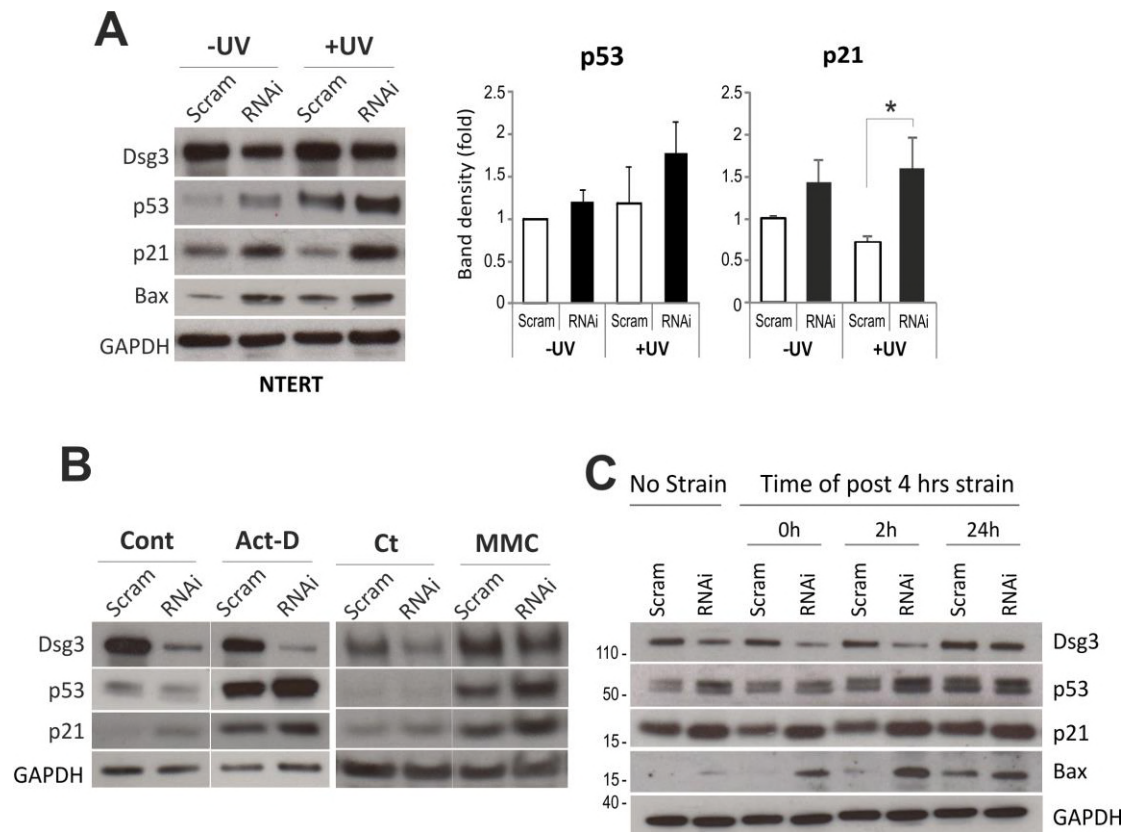 A
-UV +UV
Scram RNAi Scram RNAi
Dsg3
p53
p21
Bax
GAPDH
NTERT
p53
Band density (fold)
2.5
2
1.5
1
0.5
0
Scram RNAi Scram RNAi
-UV +UV
p21
*
2.5
2
1.5
1
0.5
0
Scram RNAi Scram RNAi
-UV +UV
B
Cont Act-D Ct MMC
Scram RNAi Scram RNAi Scram RNAi Scram RNAi
Dsg3
p53
p21
GAPDH
C
No Strain Time of post 4 hrs strain
0h 2h 24h
Scram RNAi Scram RNAi Scram RNAi Scram RNAi
110 - Dsg3
50 - p53
15 - p21
15 - Bax
40 - GAPDH